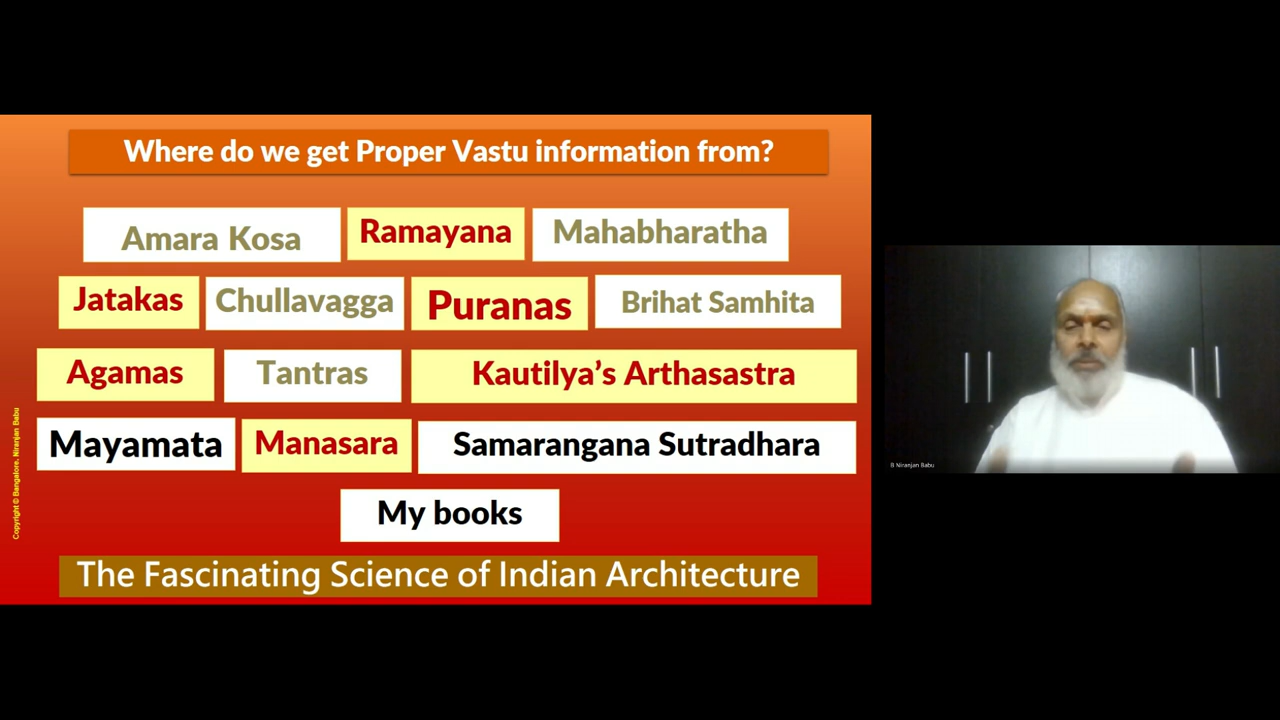 Where do we get Proper Vastu information from?
Amara Kosa Ramayana Mahabharatha
Jatakas Chullavagga Puranas Brihat Samhita
Agamas Tantras Kautilya’s Arthasastra
Mayamata Manasara Samarangana Sutradhara
My books
The Fascinating Science of Indian Architecture
Copyright © Bangalore. Niranjan Babu
B Niranjan Babu